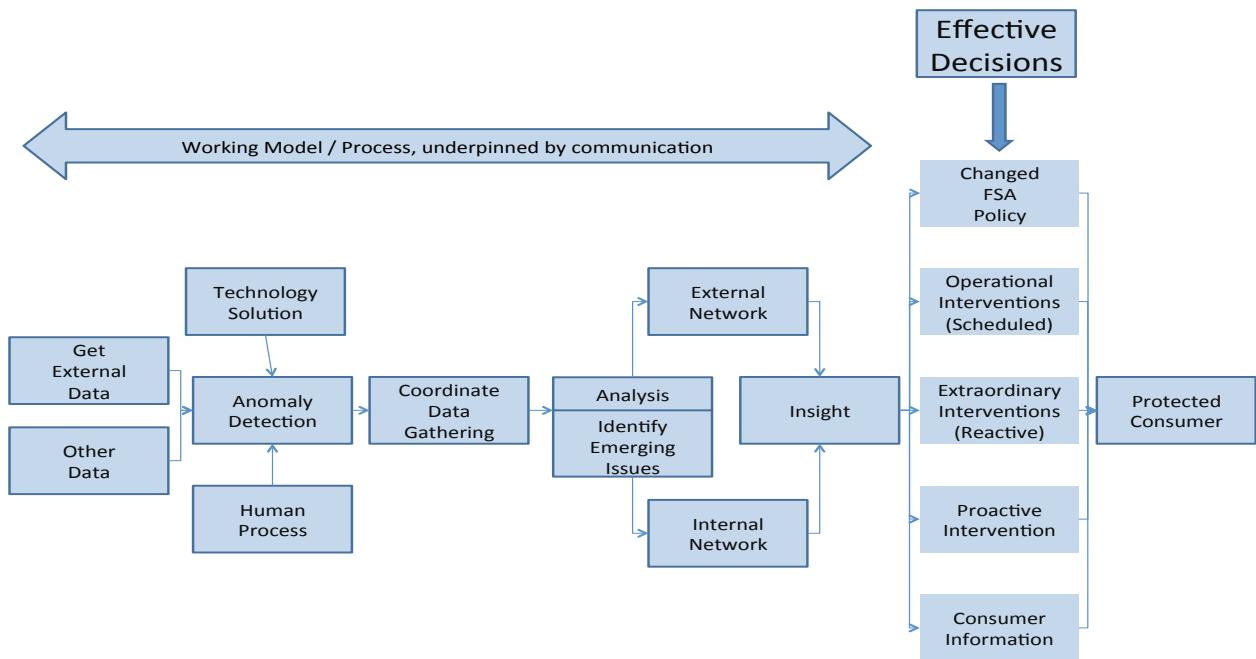 Effective
Decisions
Working Model / Process, underpinned by communication
Changed
FSA
Policy
Technology
Solution
External
Network
Operational
Interventions
(Scheduled)
Get
External
Data
Anomaly
Detection
Coordinate
Data
Gathering
Analysis
Identify
Emerging
Issues
Insight
Extraordinary
Interventions
(Reactive)
Protected
Consumer
Other
Data
Human
Process
Internal
Network
Proactive
Intervention
Consumer
Information